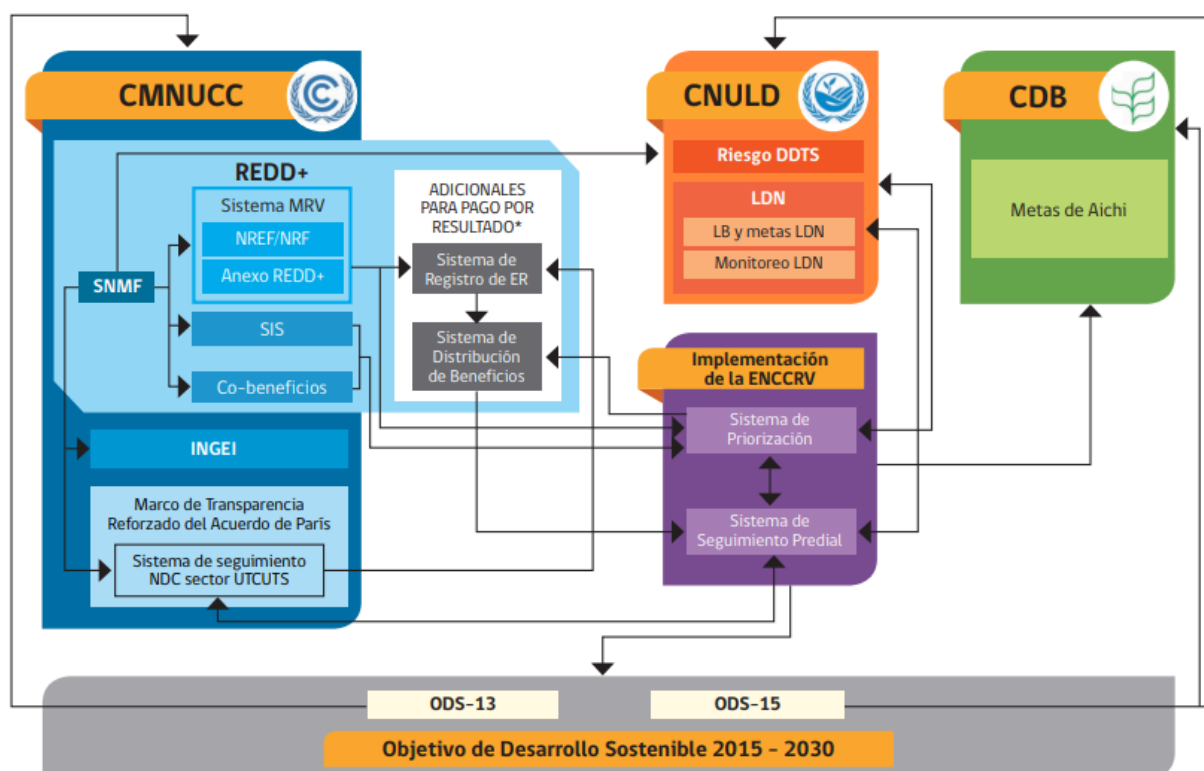 CMNUCC
REDD+
Sistema MRV
NREF/NRF
Anexo REDD+
SNMF
SIS
Co-beneficios
ADICIONALES
PARA PAGO POR
RESULTADO*
Sistema de
Registro de ER
Sistema de
Distribución
de Beneficios
INGEI
Marco de Transparencia
Reforzado del Acuerdo de París
Sistema de seguimiento
NDC sector UTCUTS
CNULD
Riesgo DDTS
LDN
LB y metas LDN
Monitoreo LDN
CDB
Metas de Aichi
Implementación
de la ENCCRV
Sistema de
Priorización
Sistema de
Seguimiento Predial
ODS-13
ODS-15
Objetivo de Desarrollo Sostenible 2015 - 2030